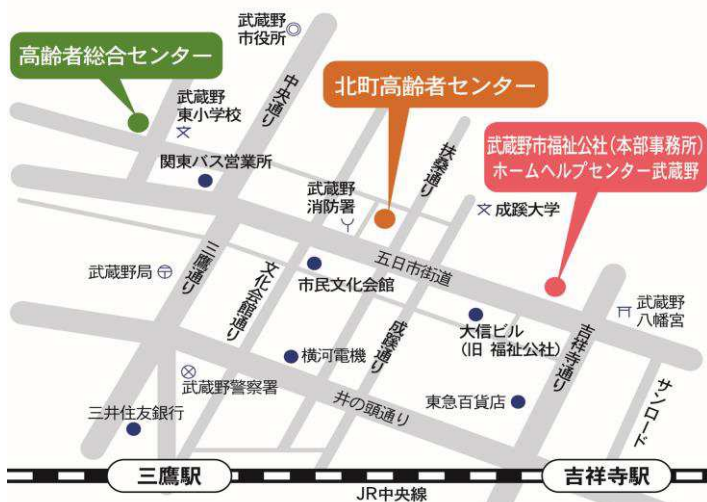 武蔵野
市役所
高齢者総合センター
中央通り
北町高齢者センター
武蔵野
東小学校
扶桑通り
武蔵野市福祉公社(本部事務所)
ホームヘルプセンター武蔵野
関東バス営業所
武蔵野
消防署
成蹊大学
三鷹通り
五日市街道
武蔵野局
文化会館通り
市民文化会館
武蔵野
八幡宮
大信ビル
(旧 福祉公社)
吉祥寺通り
成蹊通り
横河電機
武蔵野警察署
井の頭通り
東急百貨店
サンロード
三井住友銀行
三鷹駅
吉祥寺駅
JR中央線